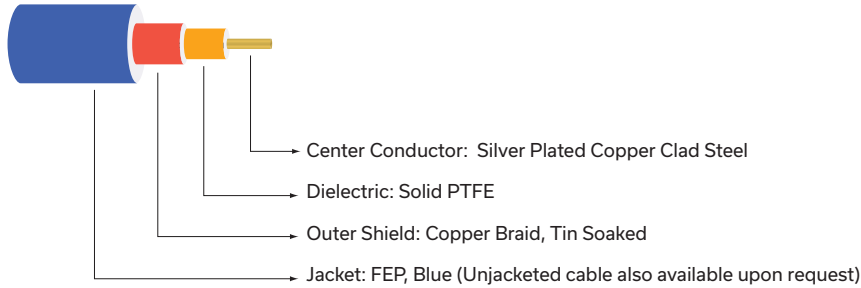 Center Conductor: Silver Plated Copper Clad Steel
Dielectric: Solid PTFE
Outer Shield: Copper Braid, Tin Soaked
Jacket: FEP, Blue (Unjacketed cable also available upon request)